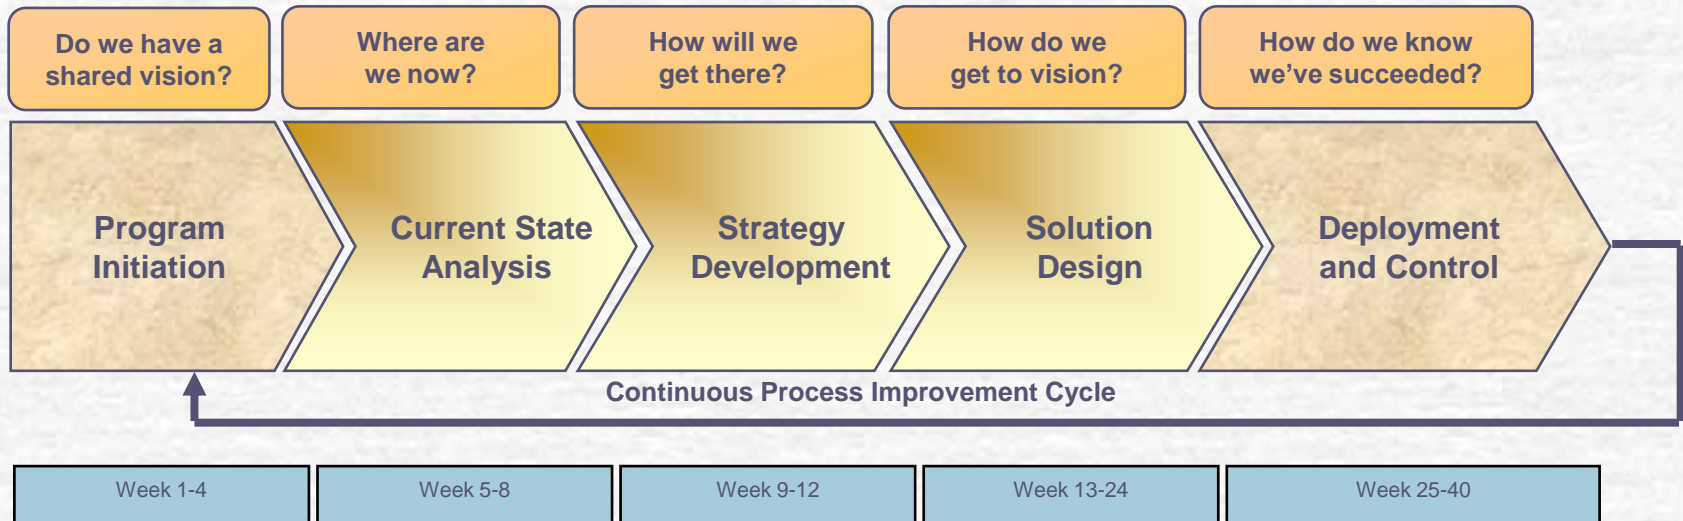 Do we have a
shared vision?
Where are
we now?
How will we
get there?
How do we
get to vision?
How do we know
we've succeeded?
Program
Initiation
Current State
Analysis
Strategy
Development
Solution
Design
Deployment
and Control
Continuous Process Improvement Cycle
Week 1-4
Week 5-8
Week 9-12
Week 13-24
Week 25-40